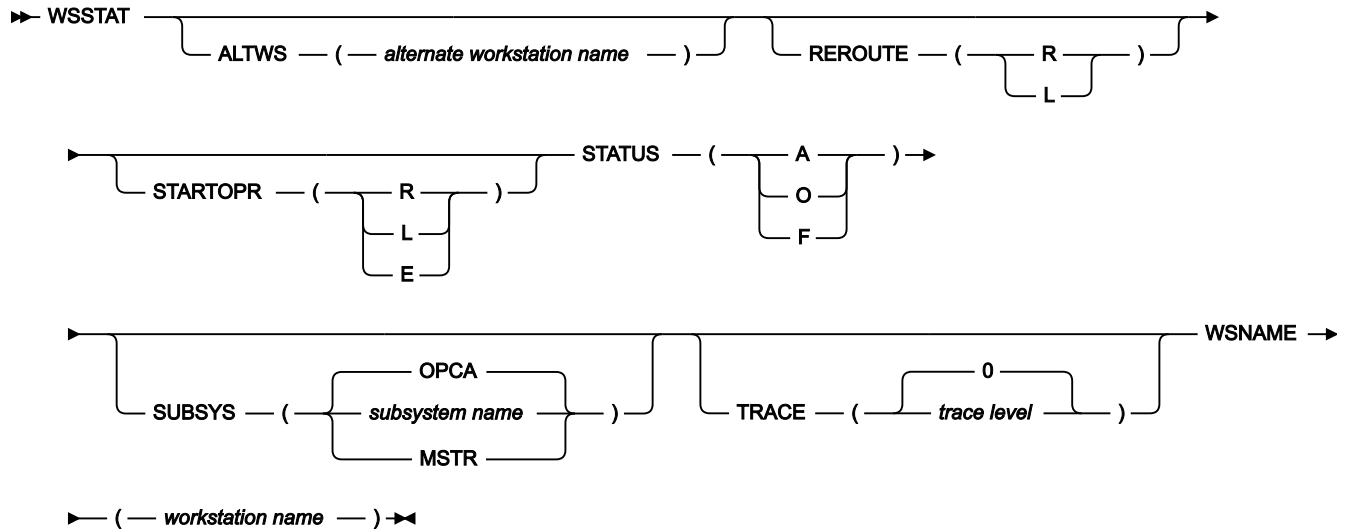 WSSTAT
ALTWS ( alternate workstation name ) REROUTE ( R )
L
STATUS ( A )
STARTOPR ( R ) O
L F
E
WSNAME
OPCA 0
SUBSYS ( subsystem name ) TRACE ( trace level )
MSTR
( workstation name )